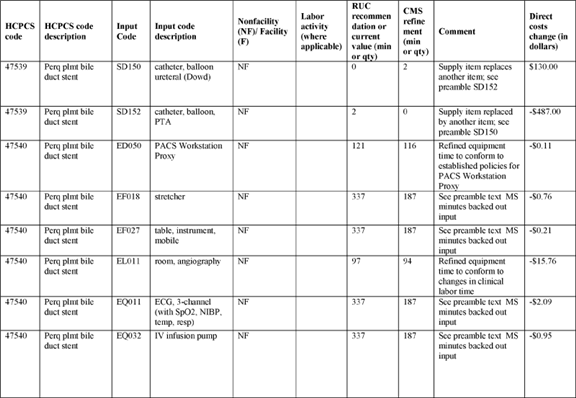 HCPCS code | HCPCS code description | Input Code | Input code description | Nonfacility (NF)/ Facility (F) | Labor activity (where applicable) | RUC recommen dation or current value (min or qty) | CMS refine ment (min or qty) | Comment | Direct costs change (in dollars)
47539 | Perq plmt bile duct stent | SD150 | catheter, balloon ureteral (Dowd) | NF | | 0 | 2 | Supply item replaces another item; see preamble SD152 | $130.00
47539 | Perq plmt bile duct stent | SD152 | catheter, balloon, PTA | NF | | 2 | 0 | Supply item replaced by another item; see preamble SD150 | -$487.00
47540 | Perq plmt bile duct stent | ED050 | PACS Workstation Proxy | NF | | 121 | 116 | Refined equipment time to conform to established policies for PACS Workstation Proxy | -$0.11
47540 | Perq plmt bile duct stent | EF018 | stretcher | NF | | 337 | 187 | See preamble text MS minutes backed out input | -$0.76
47540 | Perq plmt bile duct stent | EF027 | table, instrument, mobile | NF | | 337 | 187 | See preamble text MS minutes backed out input | -$0.21
47540 | Perq plmt bile duct stent | EL011 | room, angiography | NF | | 97 | 94 | Refined equipment time to conform to changes in clinical labor time | -$15.76
47540 | Perq plmt bile duct stent | EQ011 | ECG, 3-channel (with SpO2, NIBP, temp, resp) | NF | | 337 | 187 | See preamble text MS minutes backed out input | -$2.09
47540 | Perq plmt bile duct stent | EQ032 | IV infusion pump | NF | | 337 | 187 | See preamble text MS minutes backed out input | -$0.95